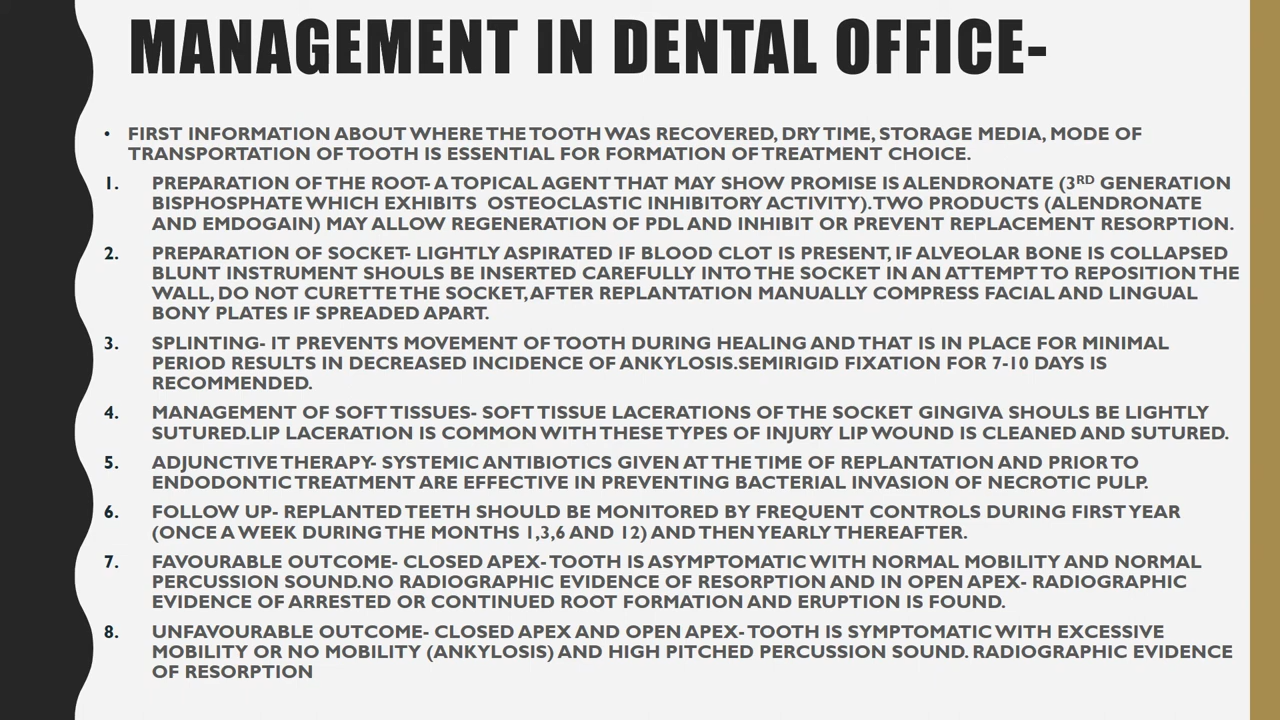 MANAGEMENT IN DENTAL OFFICE-
• FIRST INFORMATION ABOUT WHERE THE TOOTH WAS RECOVERED, DRY TIME, STORAGE MEDIA, MODE OF
TRANSPORTATION OF TOOTH IS ESSENTIAL FOR FORMATION OF TREATMENT CHOICE.
1. PREPARATION OF THE ROOT- A TOPICAL AGENT THAT MAY SHOW PROMISE IS ALENDRONATE (3RD GENERATION
BISPHOSPHATE WHICH EXHIBITS OSTEOCLASTIC INHIBITORY ACTIVITY).TWO PRODUCTS (ALENDRONATE
AND EMDOGAIN) MAY ALLOW REGENERATION OF PDL AND INHIBIT OR PREVENT REPLACEMENT RESORPTION.
2. PREPARATION OF SOCKET- LIGHTLY ASPIRATED IF BLOOD CLOT IS PRESENT, IF ALVEOLAR BONE IS COLLAPSED
BLUNT INSTRUMENT SHOULS BE INSERTED CAREFULLY INTO THE SOCKET IN AN ATTEMPT TO REPOSITION THE
WALL, DO NOT CURETTE THE SOCKET, AFTER REPLANTATION MANUALLY COMPRESS FACIAL AND LINGUAL
BONY PLATES IF SPREADED APART.
3. SPLINTING- IT PREVENTS MOVEMENT OF TOOTH DURING HEALING AND THAT IS IN PLACE FOR MINIMAL
PERIOD RESULTS IN DECREASED INCIDENCE OF ANKYLOSIS.SEMIRIGID FIXATION FOR 7-10 DAYS IS
RECOMMENDED.
4. MANAGEMENT OF SOFT TISSUES- SOFT TISSUE LACERATIONS OF THE SOCKET GINGIVA SHOULS BE LIGHTLY
SUTURED.LIP LACERATION IS COMMON WITH THESE TYPES OF INJURY LIP WOUND IS CLEANED AND SUTURED.
5. ADJUNCTIVE THERAPY- SYSTEMIC ANTIBIOTICS GIVEN AT THE TIME OF REPLANTATION AND PRIOR TO
ENDODONTIC TREATMENT ARE EFFECTIVE IN PREVENTING BACTERIAL INVASION OF NECROTIC PULP.
6. FOLLOW UP- REPLANTED TEETH SHOULD BE MONITORED BY FREQUENT CONTROLS DURING FIRST YEAR
(ONCE A WEEK DURING THE MONTHS 1,3,6 AND 12) AND THEN YEARLY THEREAFTER.
7. FAVOURABLE OUTCOME- CLOSED APEX- TOOTH IS ASYMPTOMATIC WITH NORMAL MOBILITY AND NORMAL
PERCUSSION SOUND.NO RADIOGRAPHIC EVIDENCE OF RESORPTION AND IN OPEN APEX- RADIOGRAPHIC
EVIDENCE OF ARRESTED OR CONTINUED ROOT FORMATION AND ERUPTION IS FOUND.
8. UNFAVOURABLE OUTCOME- CLOSED APEX AND OPEN APEX- TOOTH IS SYMPTOMATIC WITH EXCESSIVE
MOBILITY OR NO MOBILITY (ANKYLOSIS) AND HIGH PITCHED PERCUSSION SOUND. RADIOGRAPHIC EVIDENCE
OF RESORPTION